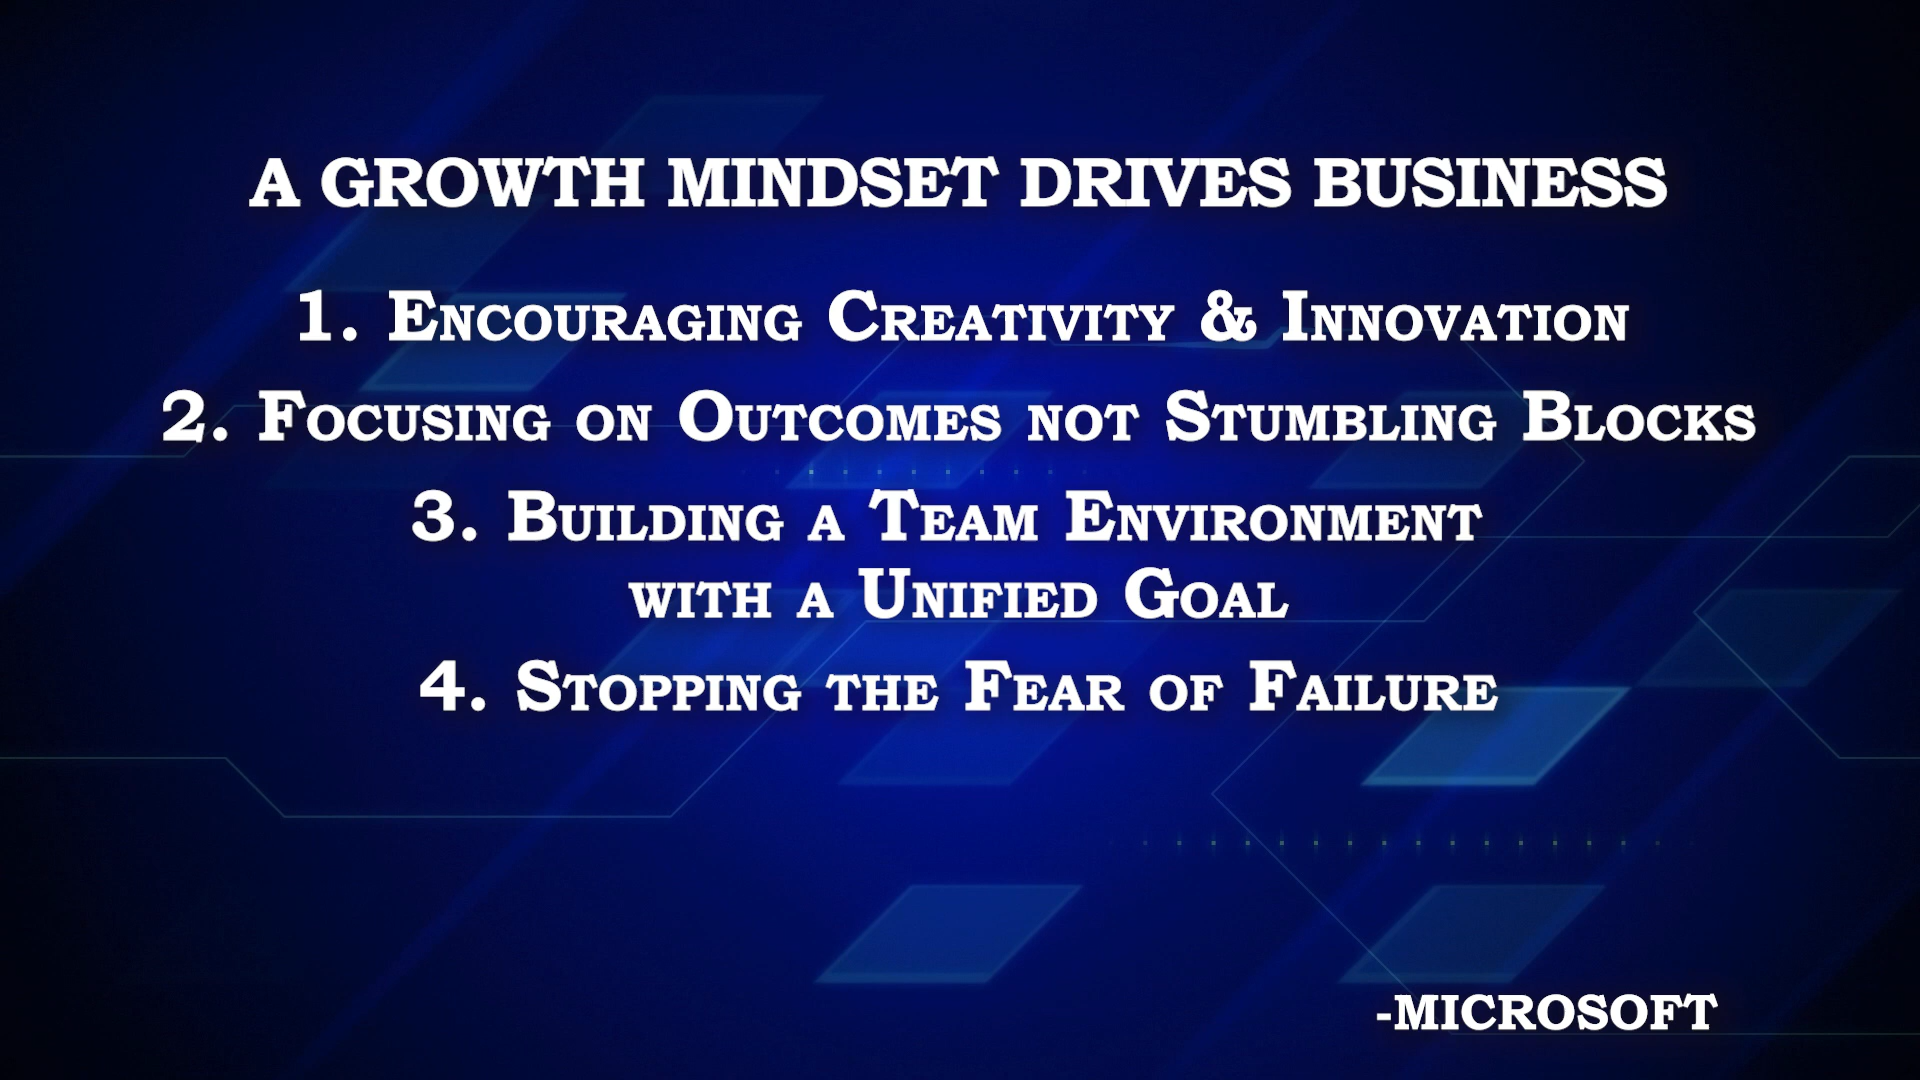 A GROWTH MINDSET DRIVES BUSINESS
1. Encouraging Creativity & Innovation
2. Focusing on Outcomes not Stumbling Blocks
3. Building a Team Environment
with a Unified Goal
4. Stopping the Fear of Failure
-MICROSOFT